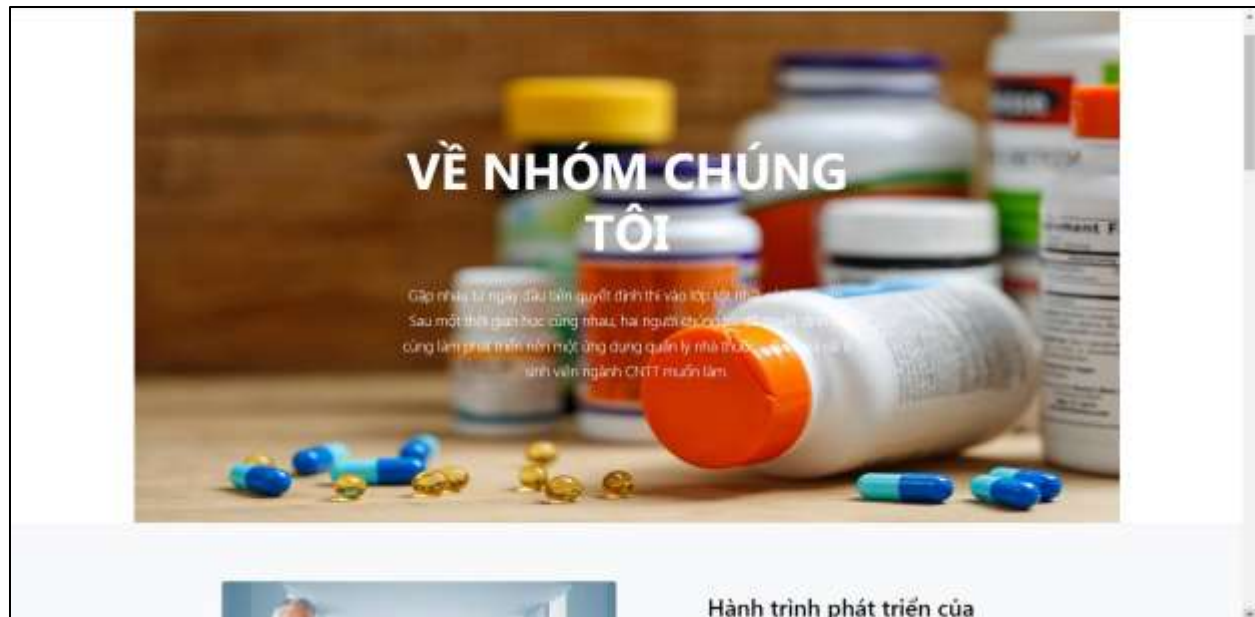 VỀ NHÓM CHÚNG
TÔI
Gặp nhau từ ngày đầu tiên quyết định thi vào lớp
Sau một thời gian học cùng nhau, hai người chúng
cùng làm phát triển nên một ứng dụng quản lý nhà thuốc
sinh viên ngành CNTT muốn làm.
Hành trình phát triển của